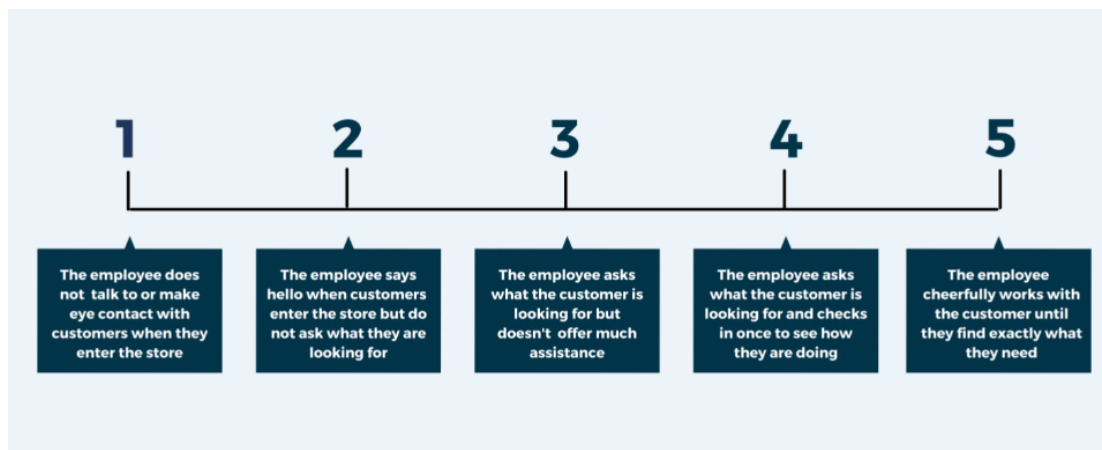 1
2
3
4
5
The employee does
not talk to or make
eye contact with
customers when they
enter the store
The employee says
hello when customers
enter the store but do
not ask what they are
looking for
The employee asks
what the customer is
looking for but
doesn't offer much
assistance
The employee asks
what the customer is
looking for and checks
in once to see how
they are doing
The employee
cheerfully works with
the customer until
they find exactly what
they need